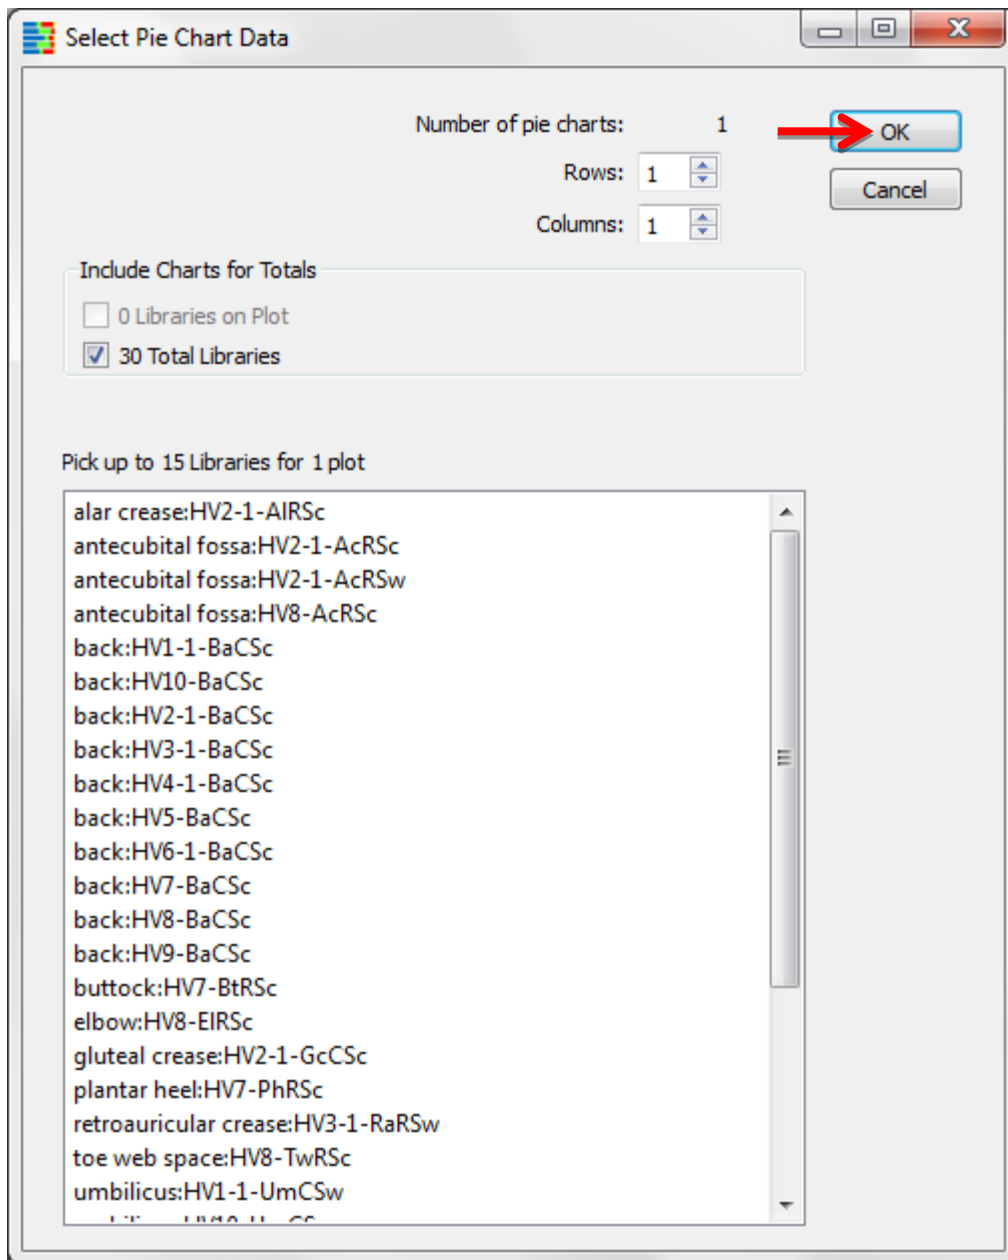 Select Pie Chart Data
Number of pie charts: 1
OK
Rows: 1
Cancel
Columns: 1
Include Charts for Totals
0 Libraries on Plot
30 Total Libraries
Pick up to 15 Libraries for 1 plot
alar crease:HV2-1-AlRSc
antecubital fossa:HV2-1-AcRSc
antecubital fossa:HV2-1-AcRSw
antecubital fossa:HV8-AcRSc
back:HV1-1-BaCSc
back:HV10-BaCSc
back:HV2-1-BaCSc
back:HV3-1-BaCSc
back:HV4-1-BaCSc
back:HV5-BaCSc
back:HV6-1-BaCSc
back:HV7-BaCSc
back:HV8-BaCSc
back:HV9-BaCSc
buttock:HV7-BtRSc
elbow:HV8-ElRSc
gluteal crease:HV2-1-GcCSc
plantar heel:HV7-PhRSc
retroauricular crease:HV3-1-RaRSw
toe web space:HV8-TwRSc
umbilicus:HV1-1-UmCSw